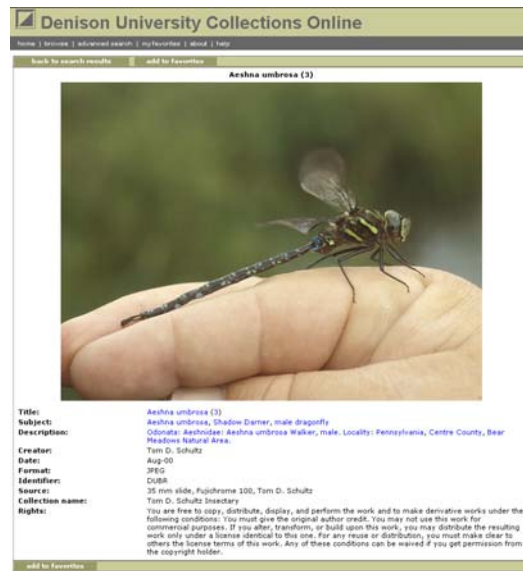 Denison University Collections Online
home | browse | advanced search | my favorites | about | help
back to search results add to favorites
Aeshna umbrosa (3)
Title: Aeshna umbrosa (3)
Subject: Aeshna umbrosa, Shadow Darner, male dragonfly
Description: Odonata: Aeshnidae: Aeshna umbrosa Walker, male. Locality: Pennsylvania, Centre County, Bear
Meadows Natural Area.
Creator: Tom D. Schultz
Date: Aug-00
Format: JPEG
Identifier: DUBR
Source: 35 mm slide, Fujichrome 100, Tom D. Schultz
Collection name: Tom D. Schultz Insectary
Rights: You are free to copy, distribute, display, and perform the work and to make derivative works under the
following conditions: You must give the original author credit. You may not use this work for
commercial purposes. If you alter, transform, or build upon this work, you may distribute the resulting
work only under a license identical to this one. For any reuse or distribution, you must make clear to
others the license terms of this work. Any of these conditions can be waived if you get permission from
the copyright holder.
add to favorites